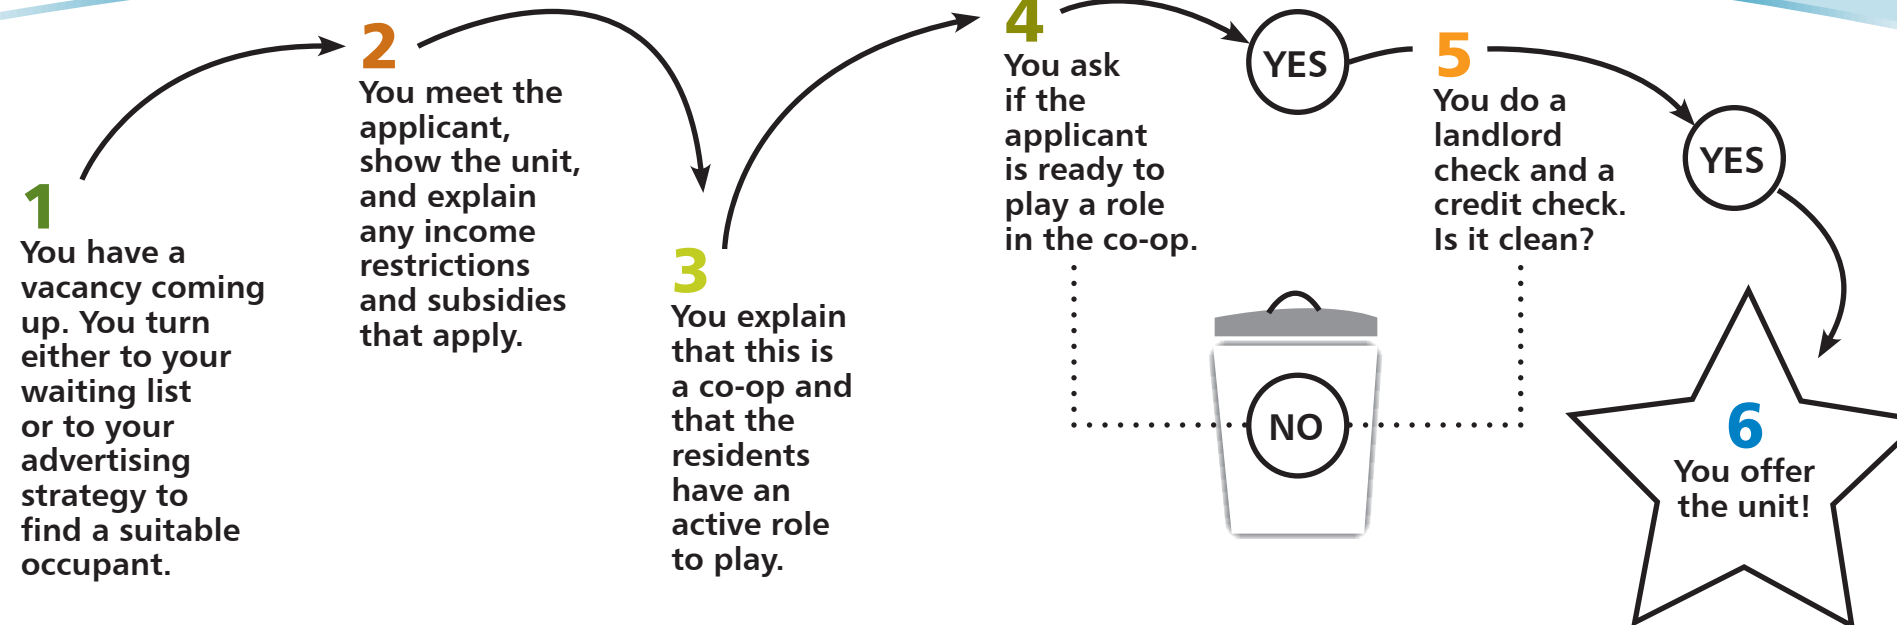 1
You have a
vacancy coming
up. You turn
either to your
waiting list
or to your
advertising
strategy to
find a suitable
occupant.
2
You meet the
applicant,
show the unit,
and explain
any income
restrictions
and subsidies
that apply.
3
You explain
that this is
a co-op and
that the
residents
have an
active role
to play.
4
You ask
if the
applicant
is ready to
play a role
in the co-op.
YES
NO
5
You do a
landlord
check and a
credit check.
Is it clean?
YES
6
You offer
the unit!